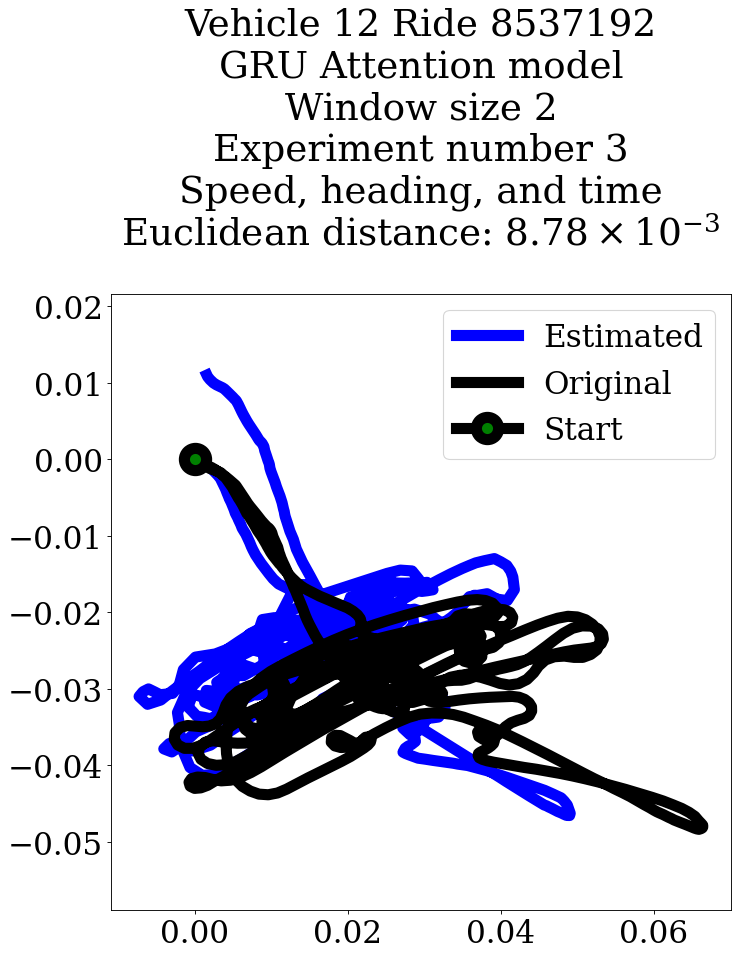 Vehicle 12 Ride 8537192
GRU Attention model
Window size 2
Experiment number 3
Speed, heading, and time
Euclidean distance: 8.78 × 10⁻³
Estimated
Original
Start
0.02
0.01
0.00
−0.01
−0.02
−0.03
−0.04
−0.05
0.00 0.02 0.04 0.06